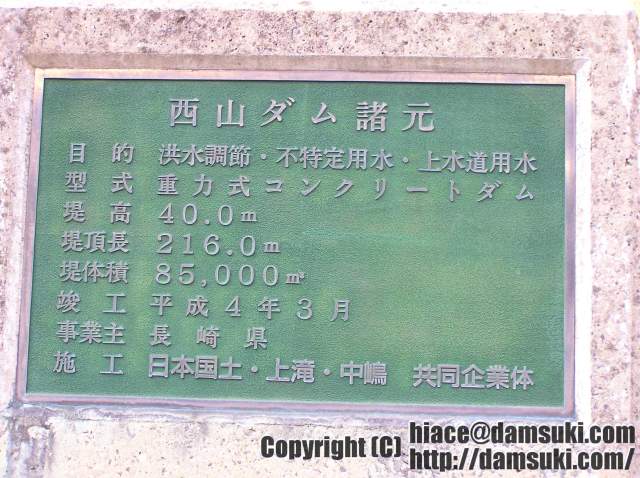 西山ダム諸元
目的 洪水調節・不特定用水・上水道用水
型式 重力式コンクリートダム
堤高 40.0m
堤頂長 216.0m
堤体積 85,000㎥
竣工 平成4年3月
事業主 長崎県
施工 日本国土・上滝・中嶋 共同企業体
Copyright (C) hiace@damsuki.com
http://damsuki.com/